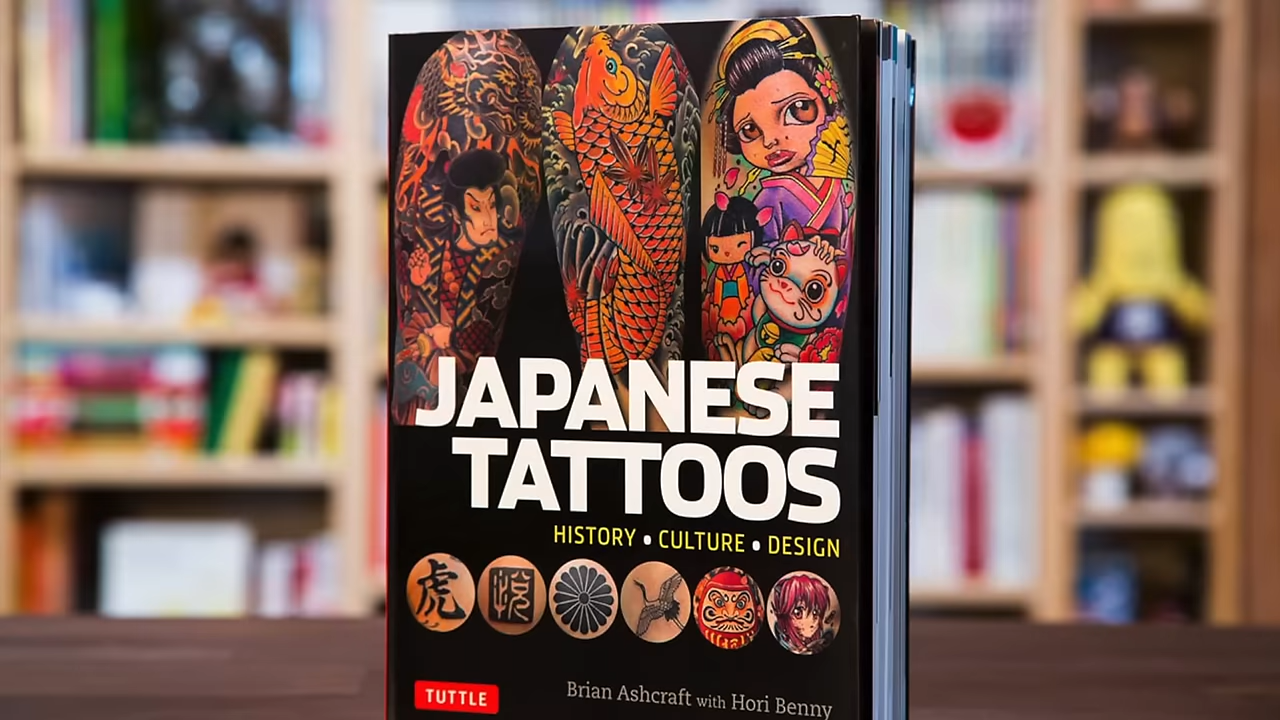 JAPANESE
TATTOOS
HISTORY • CULTURE • DESIGN
虎
TUTTLE
Brian Ashcraft with Hori Benny